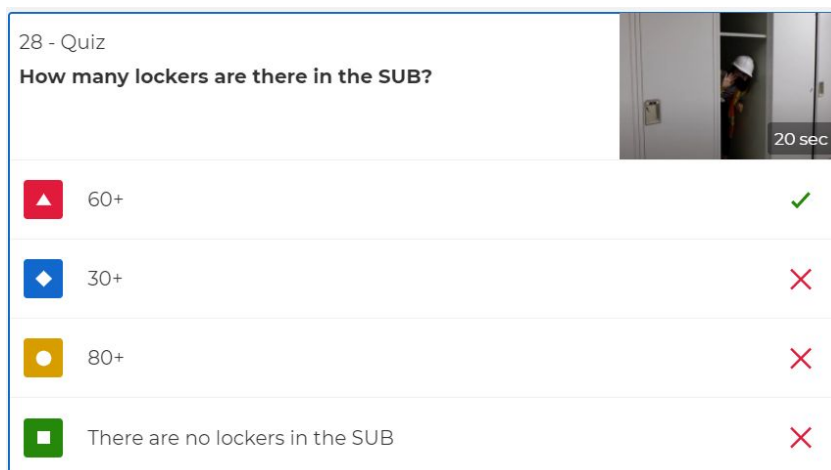 28 - Quiz
How many lockers are there in the SUB?
20 sec
60+
30+
80+
There are no lockers in the SUB